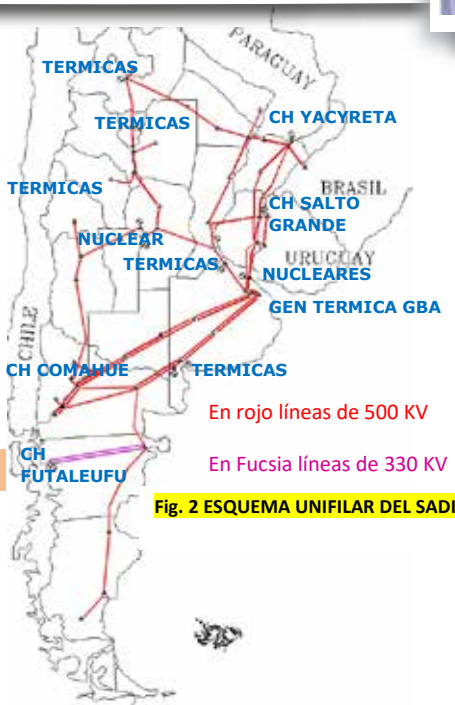 PARAGUAY
TERMICAS
CH YACYRETA
TERMICAS
TERMICAS
BRASIL
CH SALTO
GRANDE
NUCLEAR
URUGUAY
TERMICAS
NUCLEARES
GEN TERMICA GBA
CHILE
CH COMAHUE
TERMICAS
En rojo líneas de 500 KV
CH
FUTALEUFU
En Fucsia líneas de 330 KV
Fig. 2 ESQUEMA UNIFILAR DEL SADI